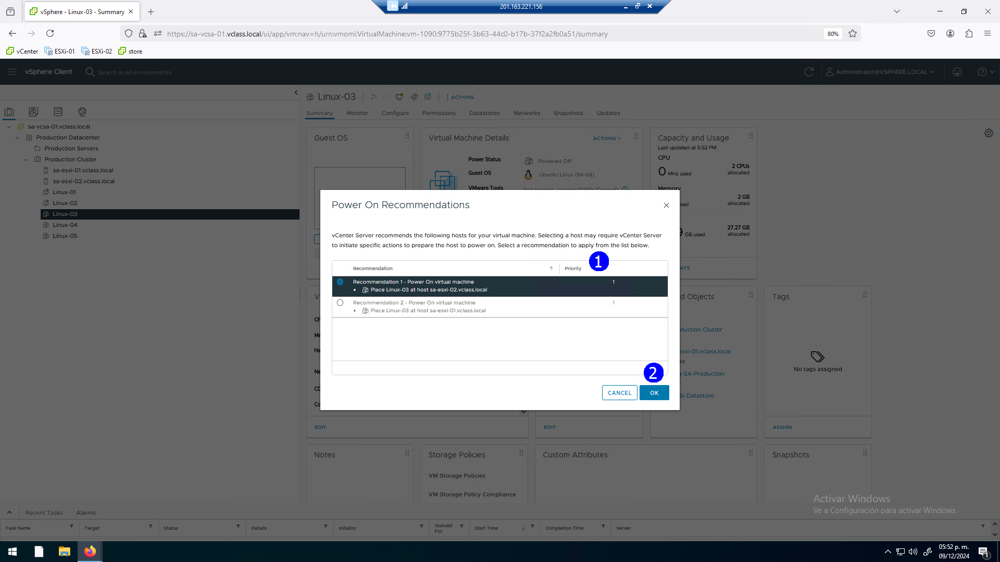 vSphere - Linux-03 - Summary
201.163.221.156
https://sa-vcsa-01.vclass.local/ui/app/vm;nav=h/urn:vmomi:VirtualMachine:vm-1090:9775b25f-3b63-44c0-b17b-37f2a2fb0a51/summary
80%
vCenter ESXi-01 ESXi-02 store
vSphere Client
Search in all environments
Administrator@VSPHERE.LOCAL
Linux-03
ACTIONS
Summary Monitor Configure Permissions Datastores Networks Snapshots Updates
sa-vcsa-01.vclass.local
Production Datacenter
Production Servers
Production Cluster
sa-esxi-01.vclass.local
sa-esxi-02.vclass.local
Linux-01
Linux-02
Linux-03
Linux-04
Linux-05
Guest OS
Virtual Machine Details
ACTIONS
Power Status Powered Off
Guest OS Ubuntu Linux (64-bit)
VMware Tools
Capacity and Usage
Last updated at 5:52 PM
CPU
0 MHz used
2 CPUs
allocated
Memory
sed
2 GB
allocated
GB used
27.27 GB
allocated
Power On Recommendations
vCenter Server recommends the following hosts for your virtual machine. Selecting a host may require vCenter Server
to initiate specific actions to prepare the host to power on. Select a recommendation to apply from the list below.
1
Recommendation Priority
Recommendation 1 - Power On virtual machine 1
• Place Linux-03 at host sa-esxi-02.vclass.local
Recommendation 2 - Power On virtual machine 1
• Place Linux-03 at host sa-esxi-01.vclass.local
2
CANCEL OK
ATS
V
CP
Me
Ha
Ne
CD
Co
EDIT
EDIT
d Objects
duction Cluster
esxi-01.vclass.local
ks
g-SA-Production
SI-Datastore
Tags
No tags assigned
ASSIGN
Notes
Storage Policies
VM Storage Policies
VM Storage Policy Compliance
Custom Attributes
Snapshots
Activar Windows
Ve a Configuración para activar Windows.
Recent Tasks Alarms
Task Name Target Status Details Initiator Queued For Start Time Completion Time Server
05:52 p. m.
09/12/2024
1